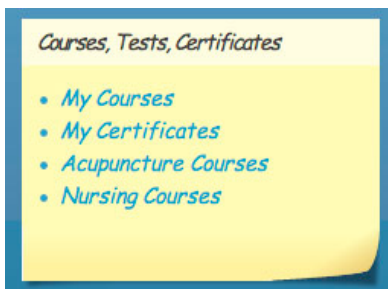 Courses, Tests, Certificates
My Courses
My Certificates
Acupuncture Courses
Nursing Courses